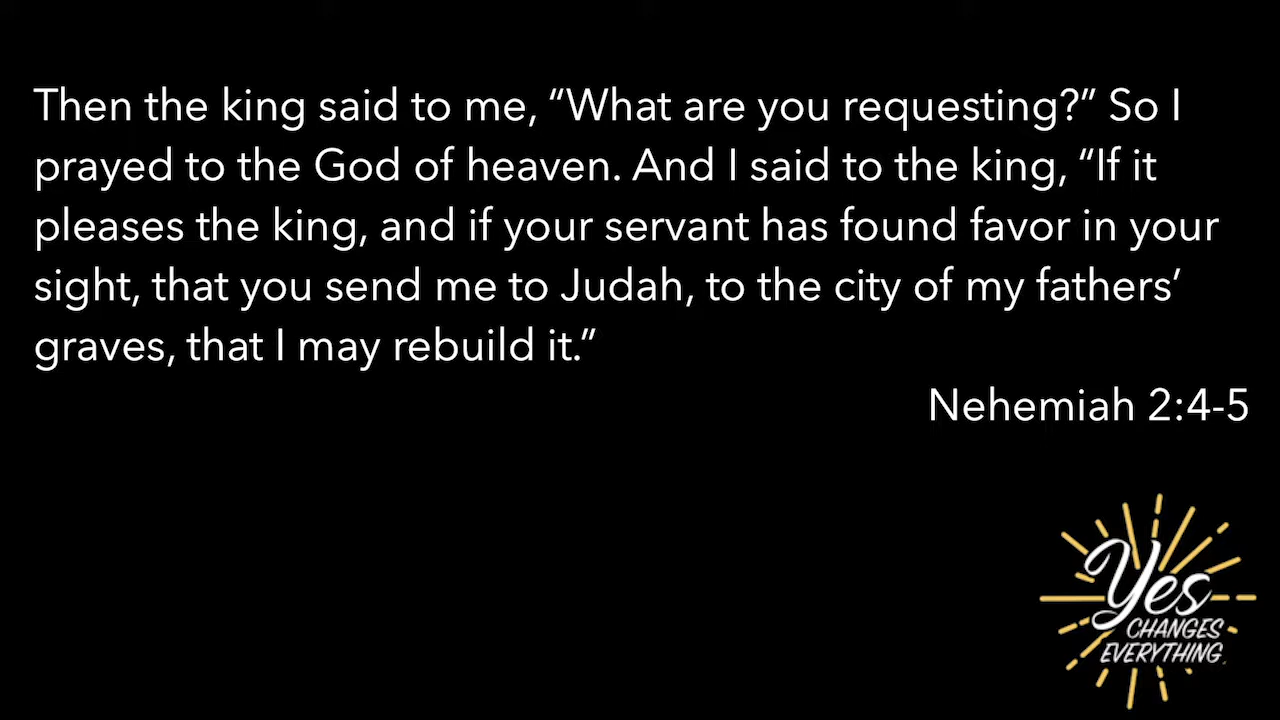 Then the king said to me, “What are you requesting?” So I
prayed to the God of heaven. And I said to the king, “If it
pleases the king, and if your servant has found favor in your
sight, that you send me to Judah, to the city of my fathers’
graves, that I may rebuild it.”
Nehemiah 2:4-5
Yes
CHANGES
EVERYTHING.